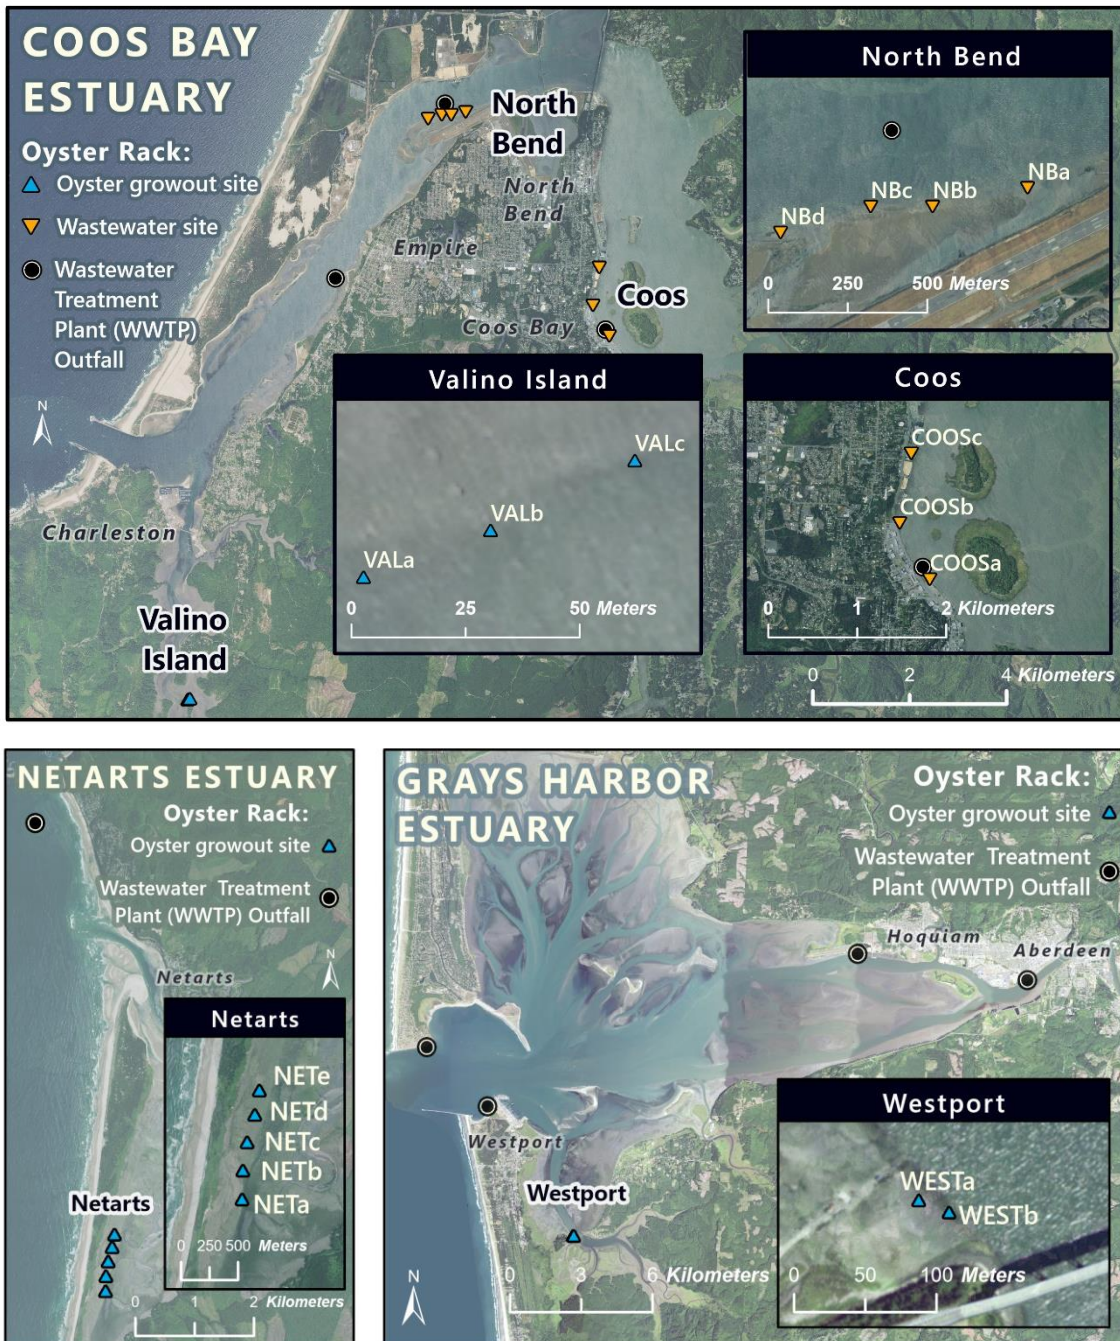 COOS BAY
ESTUARY
Oyster Rack:
Oyster growout site
Wastewater site
Wastewater
Treatment
Plant (WWTP)
Outfall
N
North
Bend
North
Bend
Empire
Coos
Coos Bay
Charleston
Valino
Island
North Bend
NBa
NBb
NBc
NBd
0 250 500 Meters
Valino Island
VALc
VALb
VALa
0 25 50 Meters
Coos
COOSc
COOSb
COOSa
0 1 2 Kilometers
0 2 4 Kilometers
NETARTS ESTUARY
Oyster Rack:
Oyster growout site
Wastewater Treatment
Plant (WWTP) Outfall
N
Netarts
Netarts
NETe
NETd
NETc
NETb
NETa
0 250 500 Meters
Netarts
0 1 2 Kilometers
GRAYS HARBOR
ESTUARY
Oyster Rack:
Oyster growout site
Wastewater Treatment
Plant (WWTP) Outfall
Hoquiam
Aberdeen
Westport
Westport
N
0 3 6 Kilometers
Westport
WESTa
WESTb
0 50 100 Meters